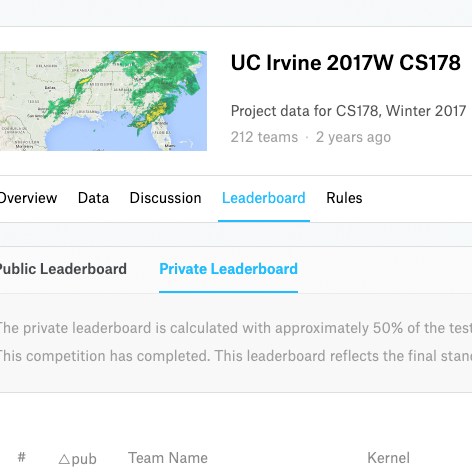 UC Irvine 2017W CS178
Project data for CS178, Winter 2017
212 teams · 2 years ago
Overview Data Discussion Leaderboard Rules
Public Leaderboard Private Leaderboard
The private leaderboard is calculated with approximately 50% of the test
This competition has completed. This leaderboard reflects the final stan
# △pub Team Name Kernel